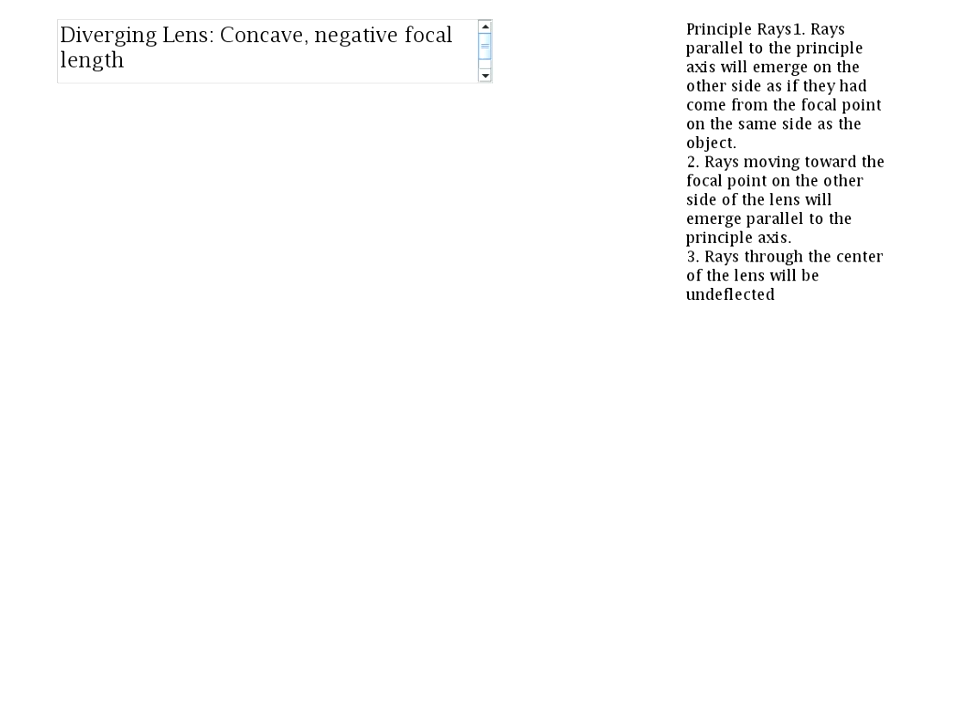 Diverging Lens: Concave, negative focal
length
Principle Rays1. Rays
parallel to the principle
axis will emerge on the
other side as if they had
come from the focal point
on the same side as the
object.
2. Rays moving toward the
focal point on the other
side of the lens will
emerge parallel to the
principle axis.
3. Rays through the center
of the lens will be
undeflected